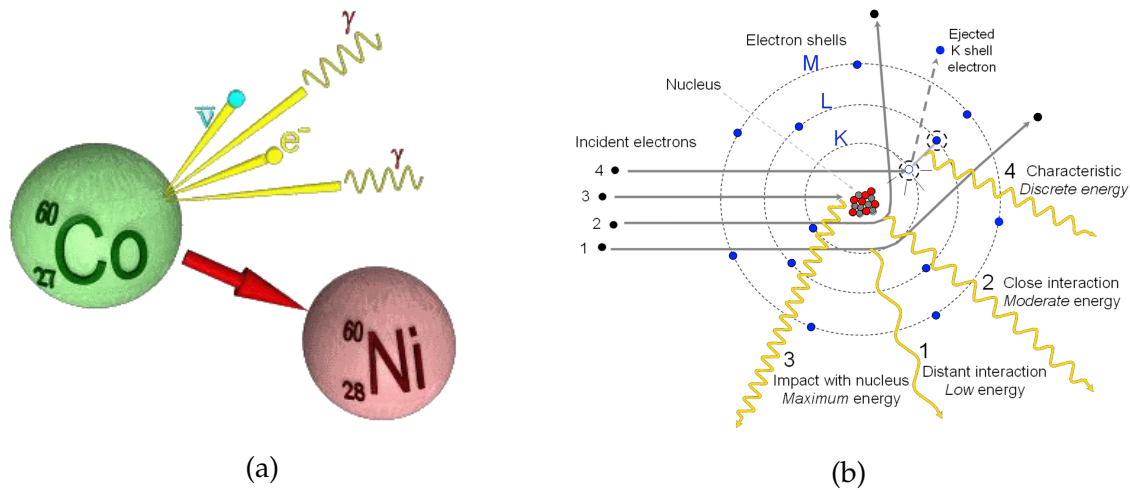 γ
ν̅
e⁻
γ
60
27Co
60
28Ni
(a)
Electron shells
Ejected
K shell
electron
M
Nucleus
L
K
Incident electrons
4
3
2
1
4 Characteristic
Discrete energy
2 Close interaction
Moderate energy
3
Impact with nucleus
Maximum energy
1
Distant interaction
Low energy
(b)